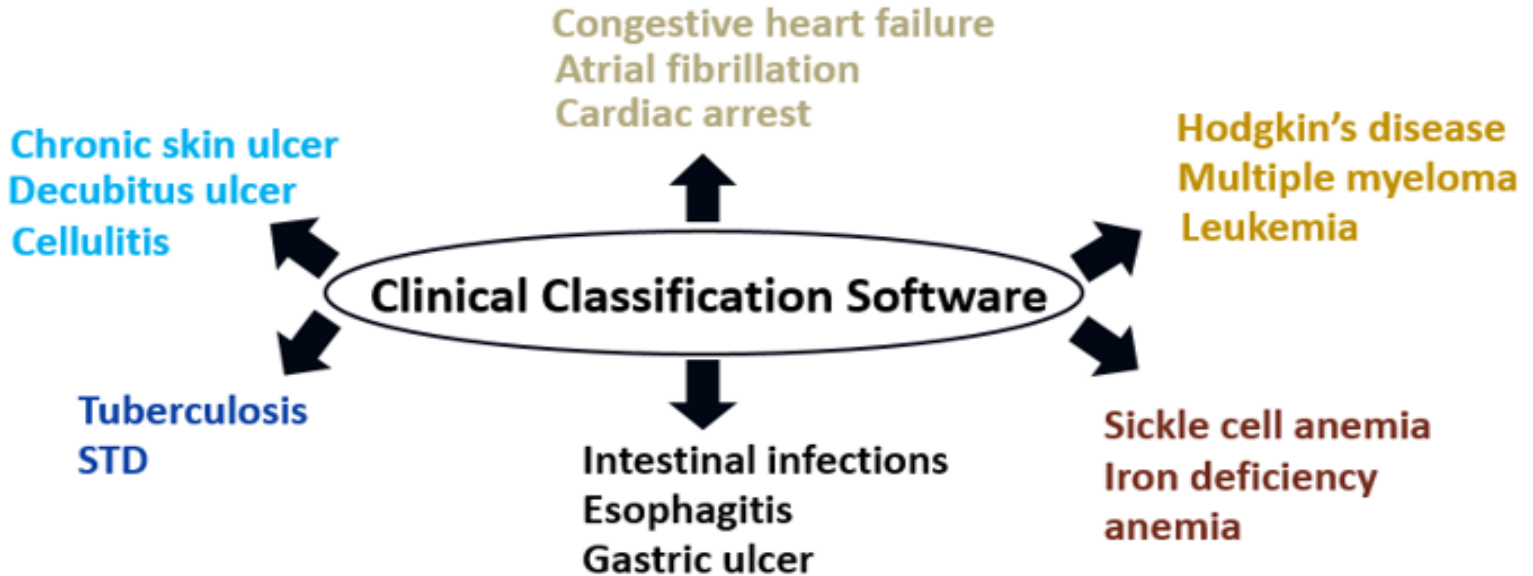 Congestive heart failure
Atrial fibrillation
Cardiac arrest
Chronic skin ulcer
Decubitus ulcer
Cellulitis
Hodgkin’s disease
Multiple myeloma
Leukemia
Clinical Classification Software
Tuberculosis
STD
Intestinal infections
Esophagitis
Gastric ulcer
Sickle cell anemia
Iron deficiency
anemia